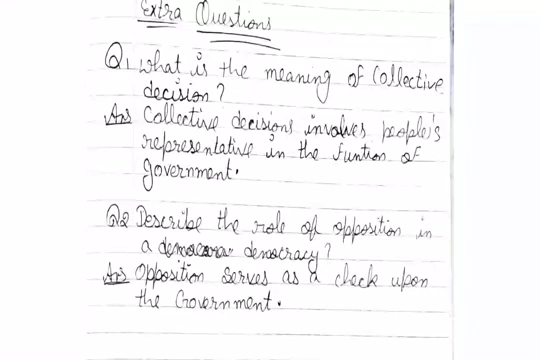 Extra Questions
Q1 What is the meaning of Collective
decision?
Ans Collective decisions involves people's
representative in the funtion of
government.
Q2 Describe the role of opposition in
a democracy?
Ans Opposition serves as a check upon
the Government.